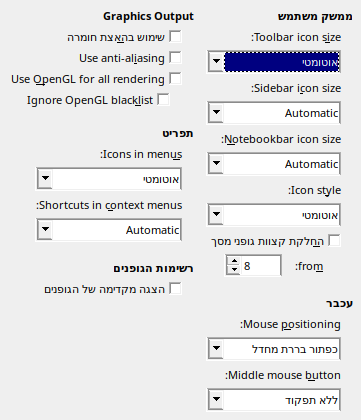 ממשק משתמש
Toolbar icon size:
אוטומטי
Sidebar icon size:
Automatic
Notebookbar icon size:
Automatic
Icon style:
אוטומטי
החלקת קצוות גופני מסך
from:
8
עכבר
Mouse positioning:
כפתור בררת מחדל
Middle mouse button:
ללא תפקוד
Graphics Output
שימוש בהאצת חומרה
Use anti-aliasing
Use OpenGL for all rendering
Ignore OpenGL blacklist
תפריט
Icons in menus:
אוטומטי
Shortcuts in context menus:
Automatic
רשימות הגופנים
הצגה מקדימה של הגופנים